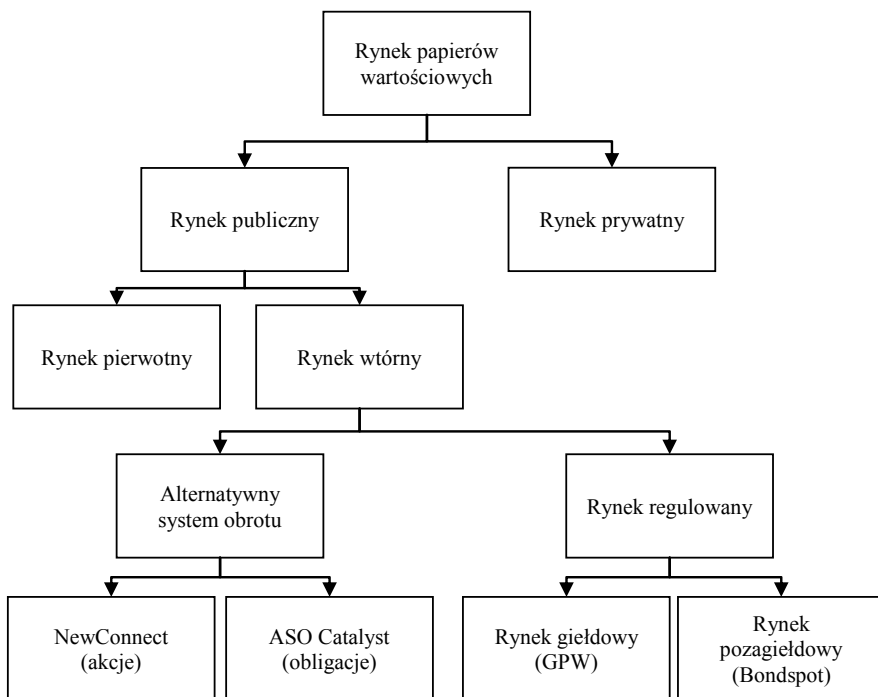 Rynek papierów
wartościowych
Rynek publiczny
Rynek prywatny
Rynek pierwotny
Rynek wtórny
Alternatywny
system obrotu
Rynek regulowany
NewConnect
(akcje)
ASO Catalyst
(obligacje)
Rynek giełdowy
(GPW)
Rynek
pozagiełdowy
(Bondspot)